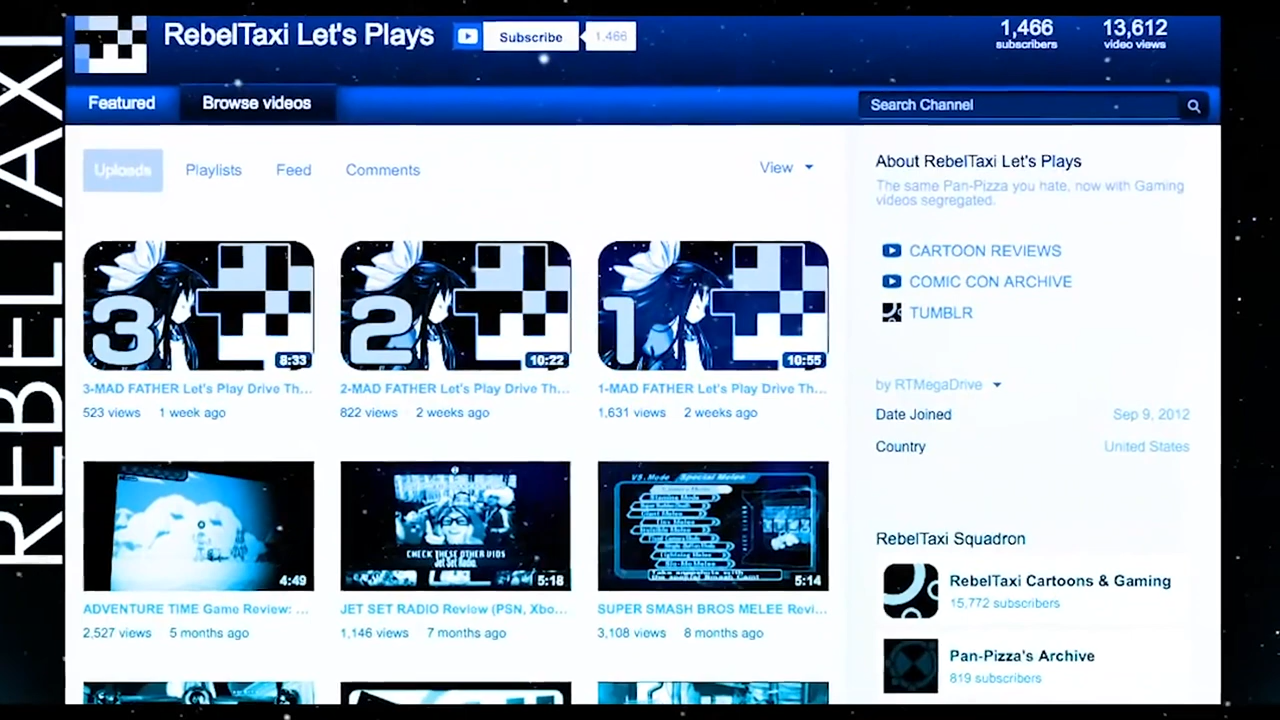 REBELTAXI
RebelTaxi Let's Plays
Subscribe
1,466
1,466
subscribers
13,612
video views
Featured
Browse videos
Search Channel
Uploads
Playlists
Feed
Comments
View
3
8:33
2
10:22
1
10:55
3-MAD FATHER Let's Play Drive Th...
2-MAD FATHER Let's Play Drive Th...
1-MAD FATHER Let's Play Drive Th...
523 views 1 week ago
822 views 2 weeks ago
1,631 views 2 weeks ago
4:49
CHECK THESE OTHER VIDS
Jet Set Radio.
5:18
VS. Mode Special Melee
5:14
ADVENTURE TIME Game Review: ...
JET SET RADIO Review (PSN, Xbo...
SUPER SMASH BROS MELEE Revi...
2,527 views 5 months ago
1,146 views 7 months ago
3,108 views 8 months ago
About RebelTaxi Let's Plays
The same Pan-Pizza you hate, now with Gaming
videos segregated.
CARTOON REVIEWS
COMIC CON ARCHIVE
TUMBLR
by RTMegaDrive
Date Joined Sep 9, 2012
Country United States
RebelTaxi Squadron
RebelTaxi Cartoons & Gaming
15,772 subscribers
Pan-Pizza's Archive
819 subscribers